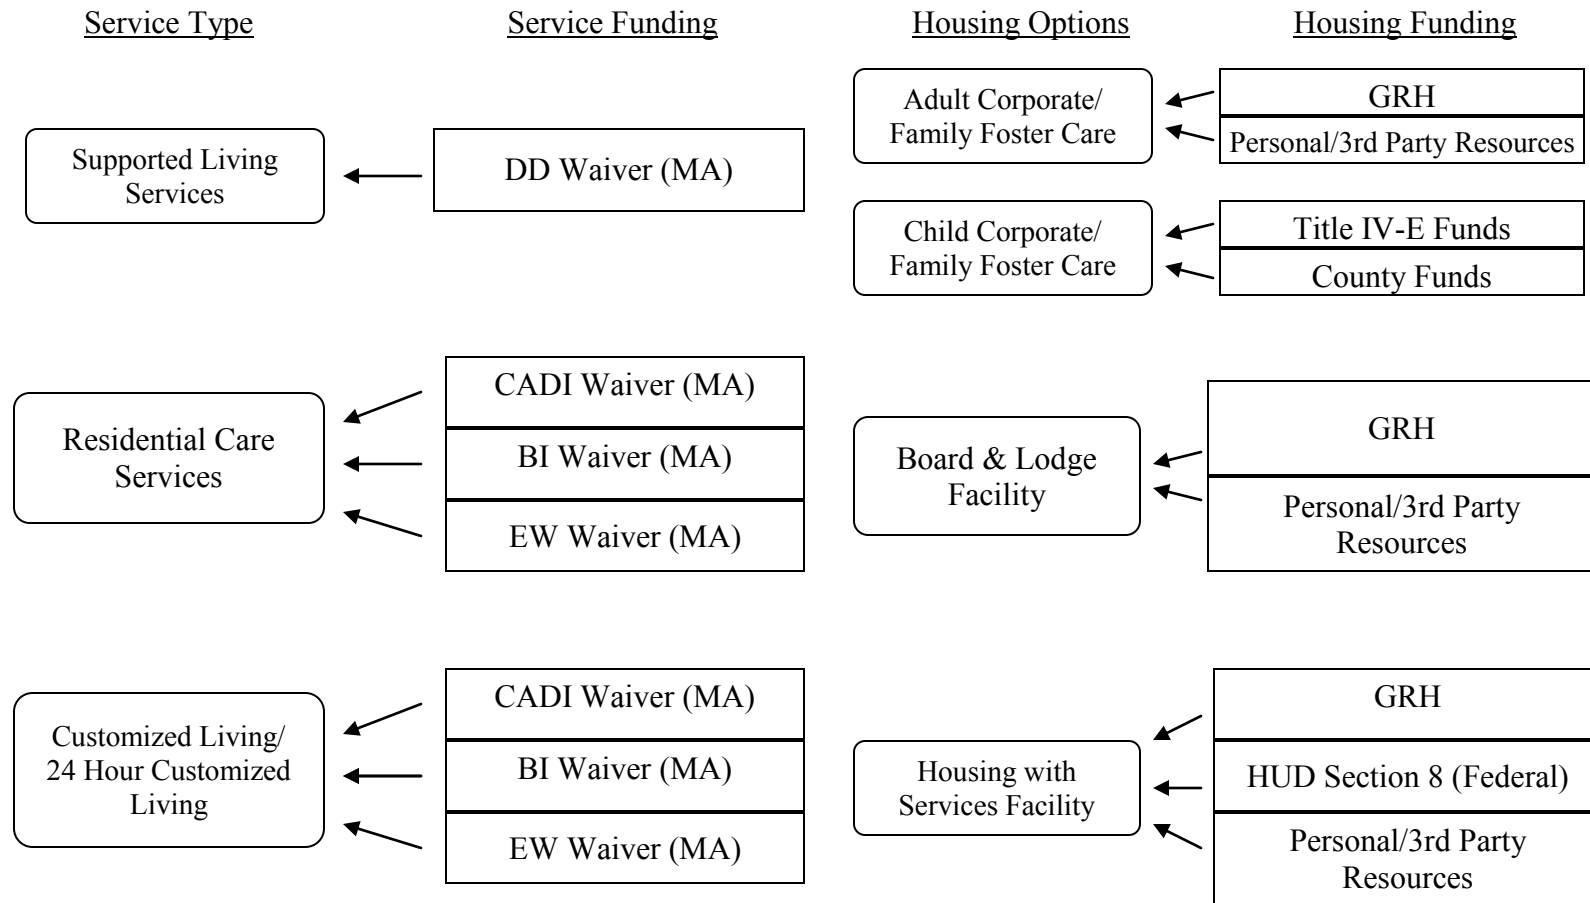 Service Type
Service Funding
Housing Options
Housing Funding
Supported Living
Services
DD Waiver (MA)
Adult Corporate/
Family Foster Care
GRH
Personal/3rd Party Resources
Child Corporate/
Family Foster Care
Title IV-E Funds
County Funds
Residential Care
Services
CADI Waiver (MA)
BI Waiver (MA)
EW Waiver (MA)
Board & Lodge
Facility
GRH
Personal/3rd Party
Resources
Customized Living/
24 Hour Customized
Living
CADI Waiver (MA)
BI Waiver (MA)
EW Waiver (MA)
Housing with
Services Facility
GRH
HUD Section 8 (Federal)
Personal/3rd Party
Resources